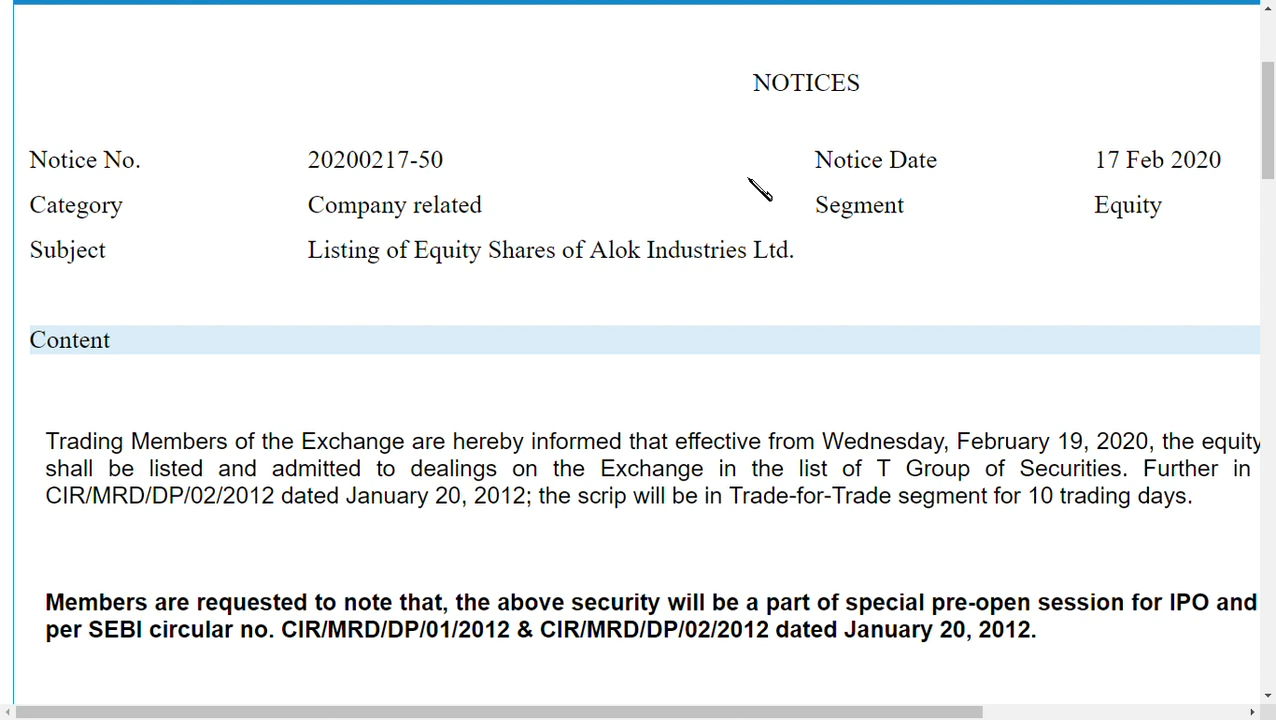 NOTICES
Notice No. 20200217-50 Notice Date 17 Feb 2020
Category Company related Segment Equity
Subject Listing of Equity Shares of Alok Industries Ltd.
Content
Trading Members of the Exchange are hereby informed that effective from Wednesday, February 19, 2020, the equity
shall be listed and admitted to dealings on the Exchange in the list of T Group of Securities. Further in
CIR/MRD/DP/02/2012 dated January 20, 2012; the scrip will be in Trade-for-Trade segment for 10 trading days.
Members are requested to note that, the above security will be a part of special pre-open session for IPO and
per SEBI circular no. CIR/MRD/DP/01/2012 & CIR/MRD/DP/02/2012 dated January 20, 2012.